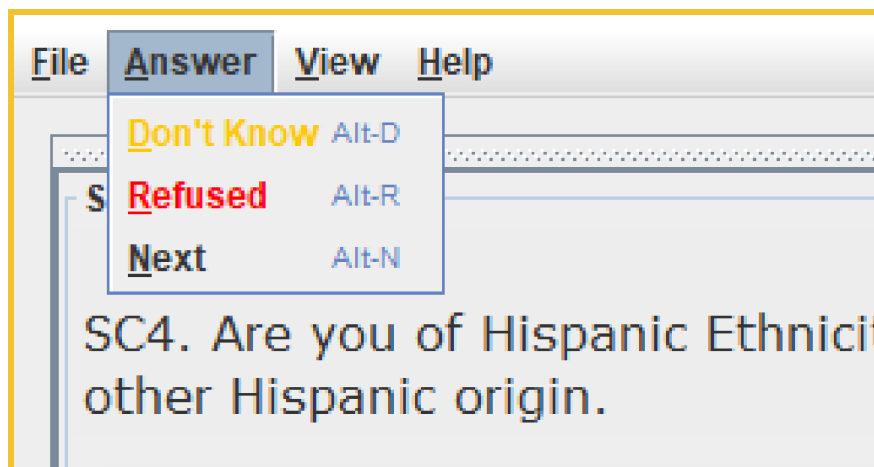 File Answer View Help
Don't Know Alt-D
Refused Alt-R
Next Alt-N
SC4. Are you of Hispanic
other Hispanic origin.